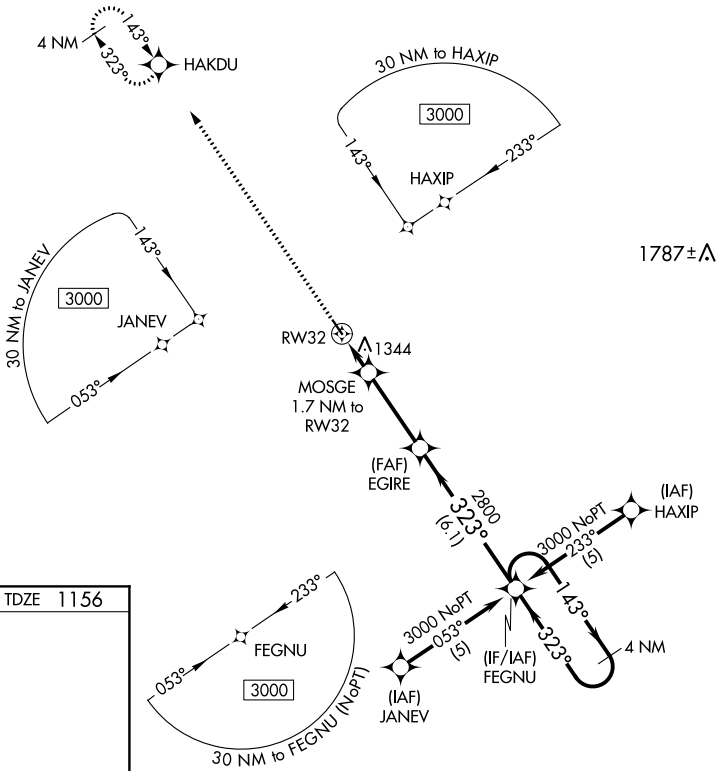 4 NM
143°
323°
HAKDU
30 NM to HAXIP
3000
143°
233°
HAXIP
1787±
30 NM to JANEV
143°
3000
JANEV
053°
RW32
1344
MOSGE
1.7 NM to
RW32
(FAF)
EGIRE
2800
323°
(6.1)
(IAF)
HAXIP
3000 NoPT
233°
(5)
143°
323°
4 NM
3000 NoPT
053°
(5)
(IF/IAF)
FEGNU
(IAF)
JANEV
TDZE 1156
233°
053°
FEGNU
3000
30 NM to FEGNU (NoPT)